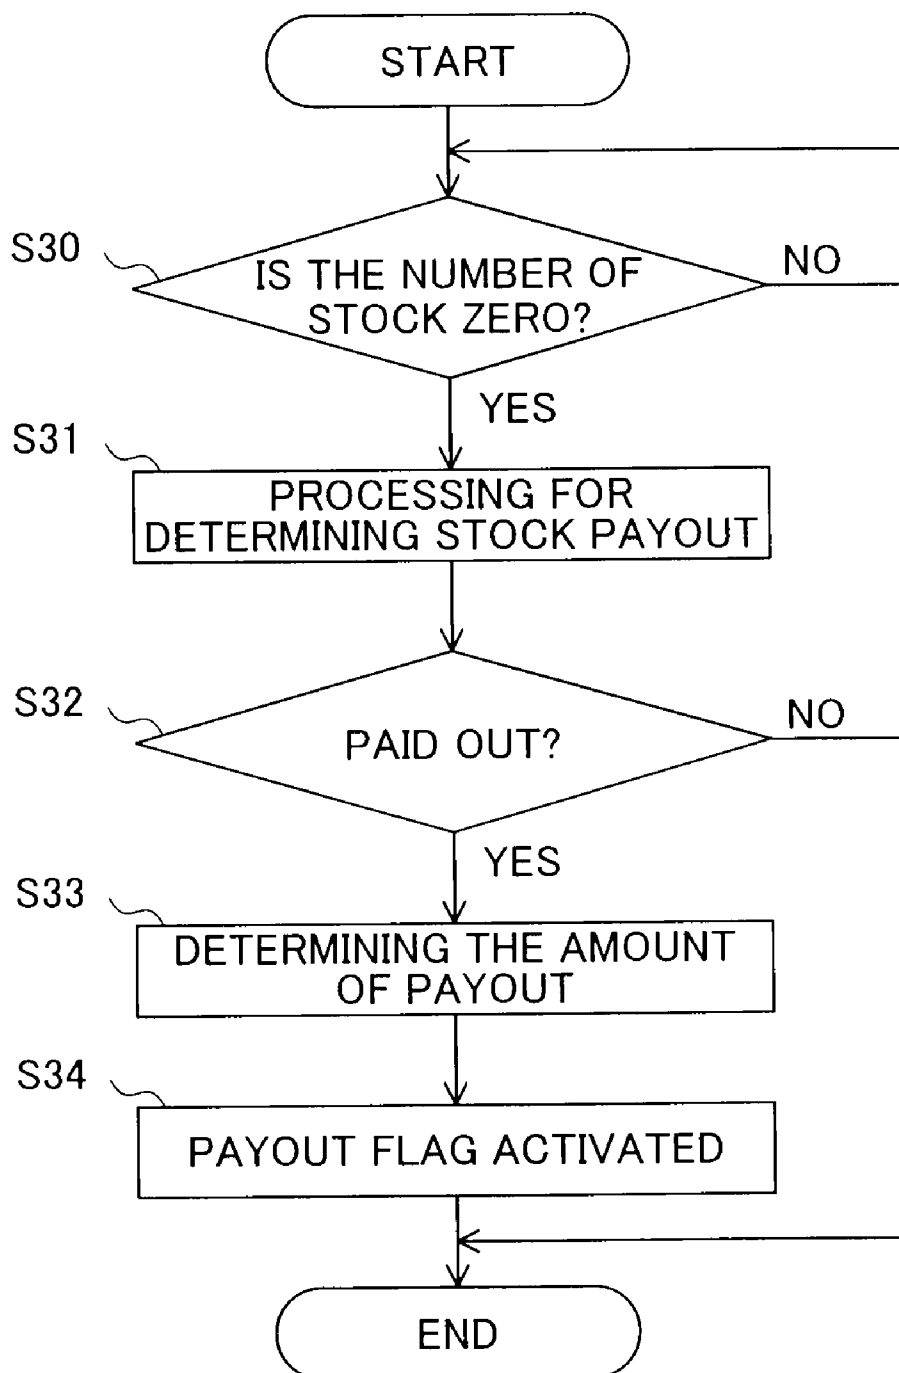 START
S30
IS THE NUMBER OF
STOCK ZERO?
NO
YES
S31
PROCESSING FOR
DETERMINING STOCK PAYOUT
S32
PAID OUT?
NO
YES
S33
DETERMINING THE AMOUNT
OF PAYOUT
S34
PAYOUT FLAG ACTIVATED
END